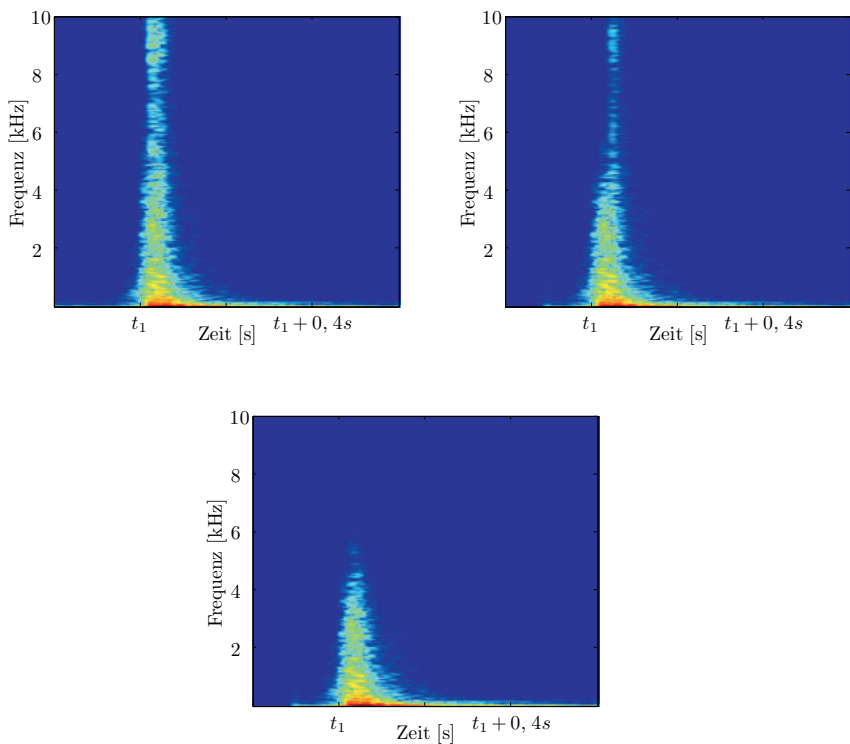 10
8
6
4
2
Frequenz [kHz]
t₁
Zeit [s]
t₁ + 0, 4s
10
8
6
4
2
Frequenz [kHz]
t₁
Zeit [s]
t₁ + 0, 4s
10
8
6
4
2
Frequenz [kHz]
t₁
Zeit [s]
t₁ + 0, 4s